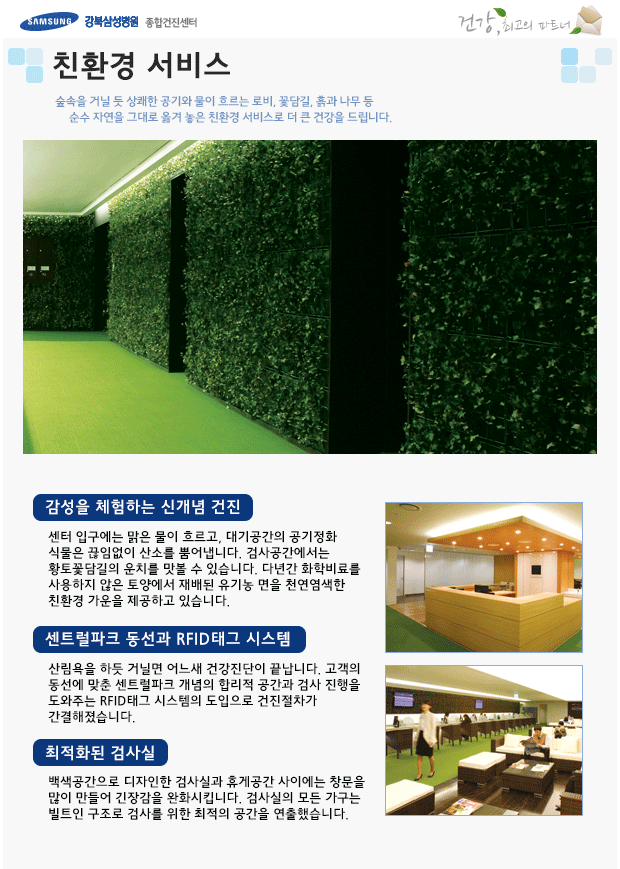 SAMSUNG 강북삼성병원 종합건진센터
건강, 최고의 파트너
친환경 서비스
숲속을 거닐 듯 상쾌한 공기와 물이 흐르는 로비, 꽃담길, 흙과 나무 등
순수 자연을 그대로 옮겨 놓은 친환경 서비스로 더 큰 건강을 드립니다.
감성을 체험하는 신개념 건진
센터 입구에는 맑은 물이 흐르고, 대기공간의 공기정화
식물은 끊임없이 산소를 뿜어냅니다. 검사공간에서는
황토꽃담길의 운치를 맛볼 수 있습니다. 다년간 화학비료를
사용하지 않은 토양에서 재배된 유기농 면을 천연염색한
친환경 가운을 제공하고 있습니다.
센트럴파크 동선과 RFID태그 시스템
산림욕을 하듯 거닐면 어느새 건강진단이 끝납니다. 고객의
동선에 맞춘 센트럴파크 개념의 합리적 공간과 검사 진행을
도와주는 RFID태그 시스템의 도입으로 건진절차가
간결해졌습니다.
최적화된 검사실
백색공간으로 디자인한 검사실과 휴게공간 사이에는 창문을
많이 만들어 긴장감을 완화시킵니다. 검사실의 모든 가구는
빌트인 구조로 검사를 위한 최적의 공간을 연출했습니다.